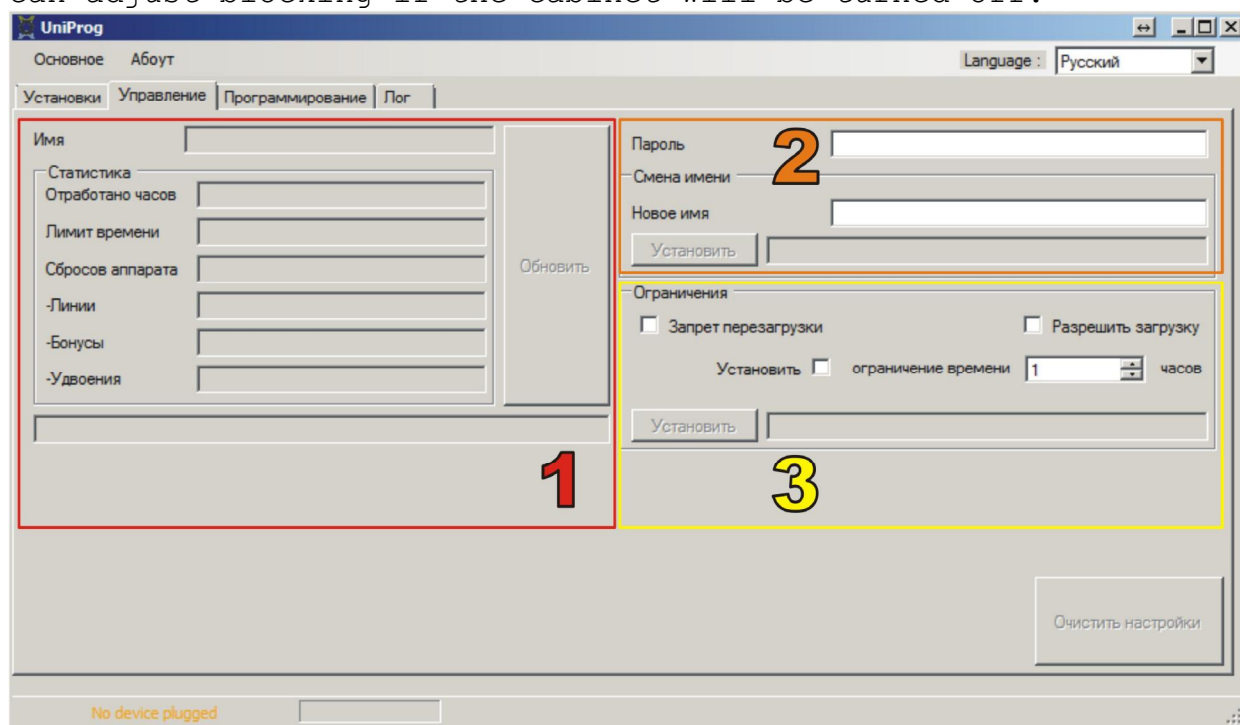 can adjust blocking if the cabinet will be turned off.
UniProg
Основное Абоут Language : Русский
Установки Управление Программирование Лог
Имя
Статистика
Отработано часов
Лимит времени
Сбросов аппарата
-Линии
-Бонусы
-Удвоения
Обновить
1
Пароль
2
Смена имени
Новое имя
Установить
Ограничения
Запрет перезагрузки Разрешить загрузку
Установить ограничение времени 1 часов
Установить
3
Очистить настройки
No device plugged